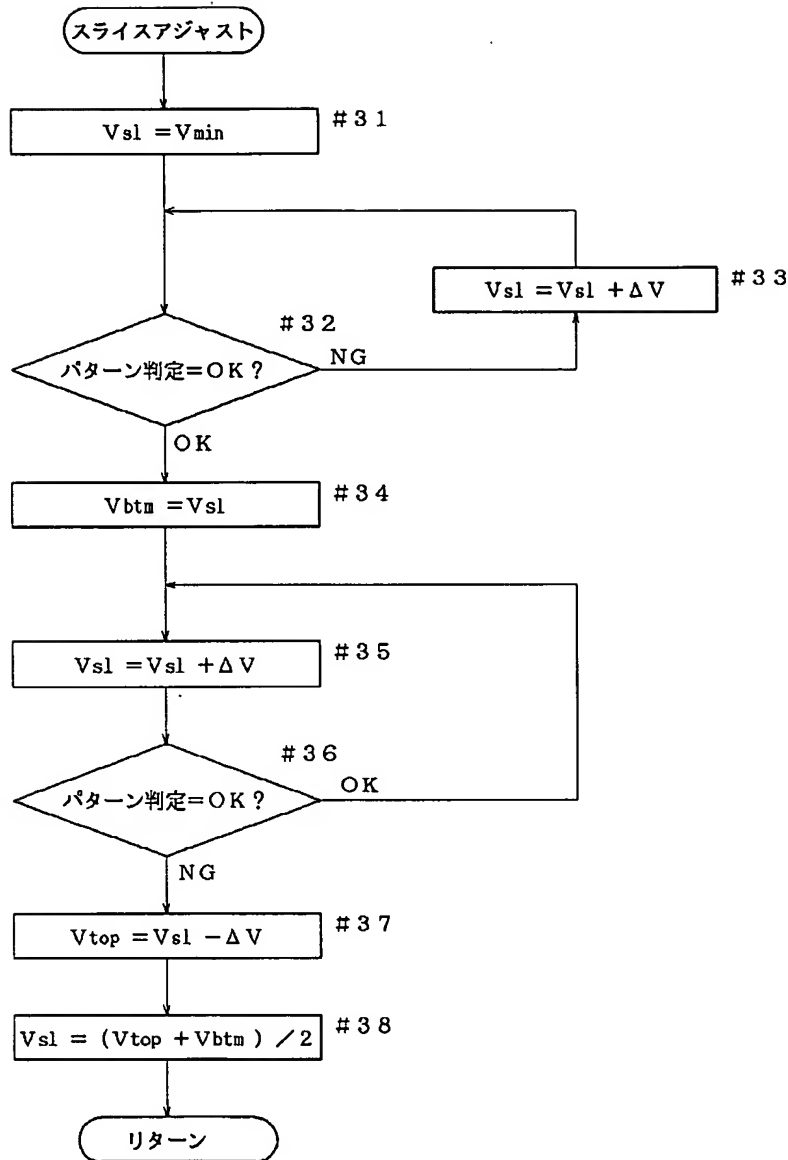 スライスアジャスト
Vsl =Vmin
#31
Vsl =Vsl +ΔV
#33
#32
パターン判定=OK?
NG
OK
Vbtm =Vsl
#34
Vsl =Vsl +ΔV
#35
#36
パターン判定=OK?
OK
NG
Vtop =Vsl −ΔV
#37
Vsl = (Vtop +Vbtm ) /2
#38
リターン